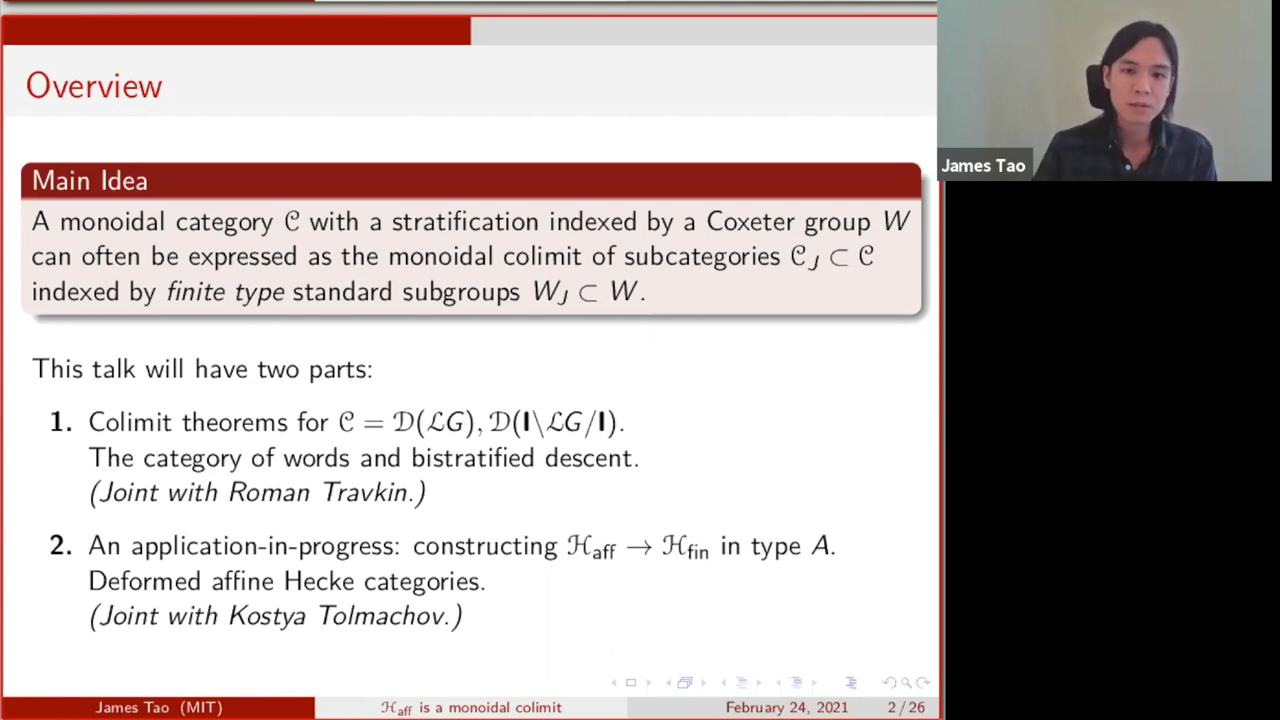 Overview
Main Idea
A monoidal category 𝒞 with a stratification indexed by a Coxeter group W
can often be expressed as the monoidal colimit of subcategories 𝒞_J ⊂ 𝒞
indexed by finite type standard subgroups W_J ⊂ W.
This talk will have two parts:
1. Colimit theorems for 𝒞 = 𝒟(ℒG), 𝒟(I\ℒG/I).
The category of words and bistratified descent.
(Joint with Roman Travkin.)
2. An application-in-progress: constructing ℋ_aff → ℋ_fin in type A.
Deformed affine Hecke categories.
(Joint with Kostya Tolmachov.)
James Tao (MIT)
ℋ_aff is a monoidal colimit
February 24, 2021
2 / 26
James Tao